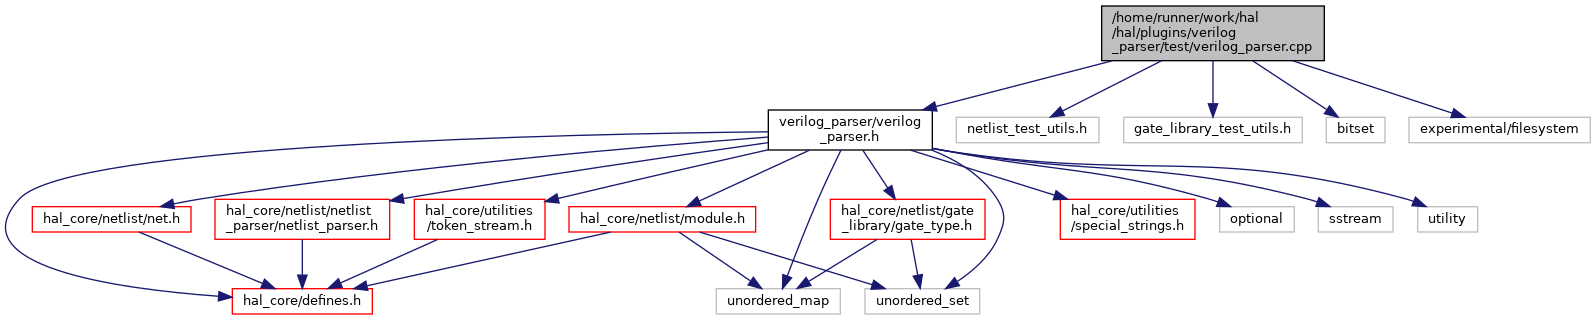 /home/runner/work/hal
/hal/plugins/verilog
_parser/test/verilog_parser.cpp
verilog_parser/verilog
_parser.h
netlist_test_utils.h
gate_library_test_utils.h
bitset
experimental/filesystem
hal_core/netlist/net.h
hal_core/netlist/netlist
_parser/netlist_parser.h
hal_core/utilities
/token_stream.h
hal_core/netlist/module.h
hal_core/netlist/gate
_library/gate_type.h
hal_core/utilities
/special_strings.h
optional
sstream
utility
hal_core/defines.h
unordered_map
unordered_set